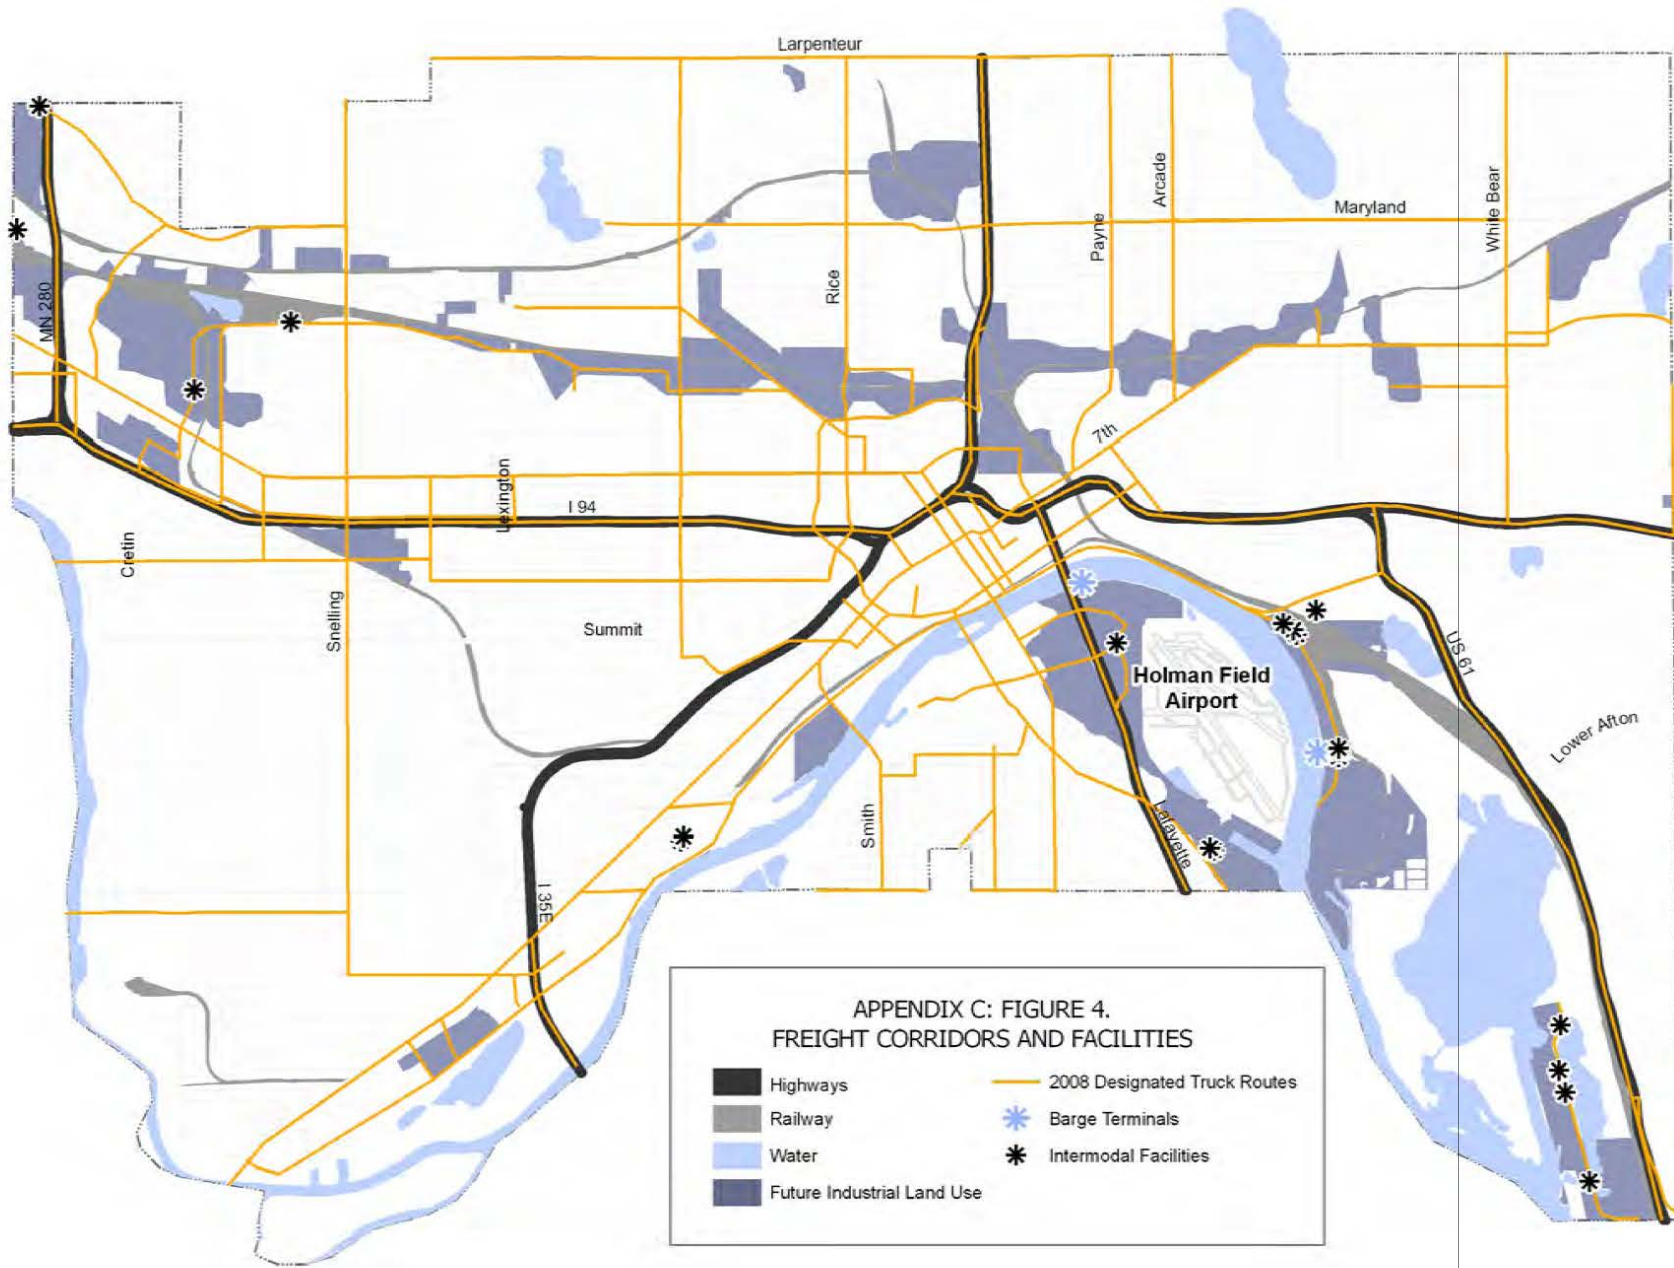 Larpenteur
Arcade
White Bear
Maryland
Payne
Rice
MN 280
7th
Lexington
I 94
Cretin
Snelling
Summit
US 61
Holman Field
Airport
Lower Afton
Smith
Lafayette
I 35E
APPENDIX C: FIGURE 4.
FREIGHT CORRIDORS AND FACILITIES
Highways
2008 Designated Truck Routes
Railway
Barge Terminals
Water
Intermodal Facilities
Future Industrial Land Use